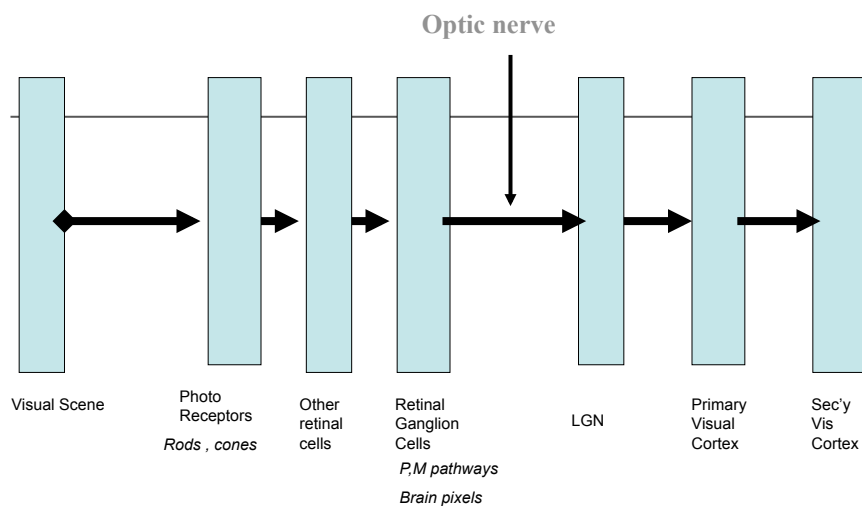 Optic nerve
Visual Scene
Photo
Receptors
Rods , cones
Other
retinal
cells
Retinal
Ganglion
Cells
P,M pathways
Brain pixels
LGN
Primary
Visual
Cortex
Sec'y
Vis
Cortex